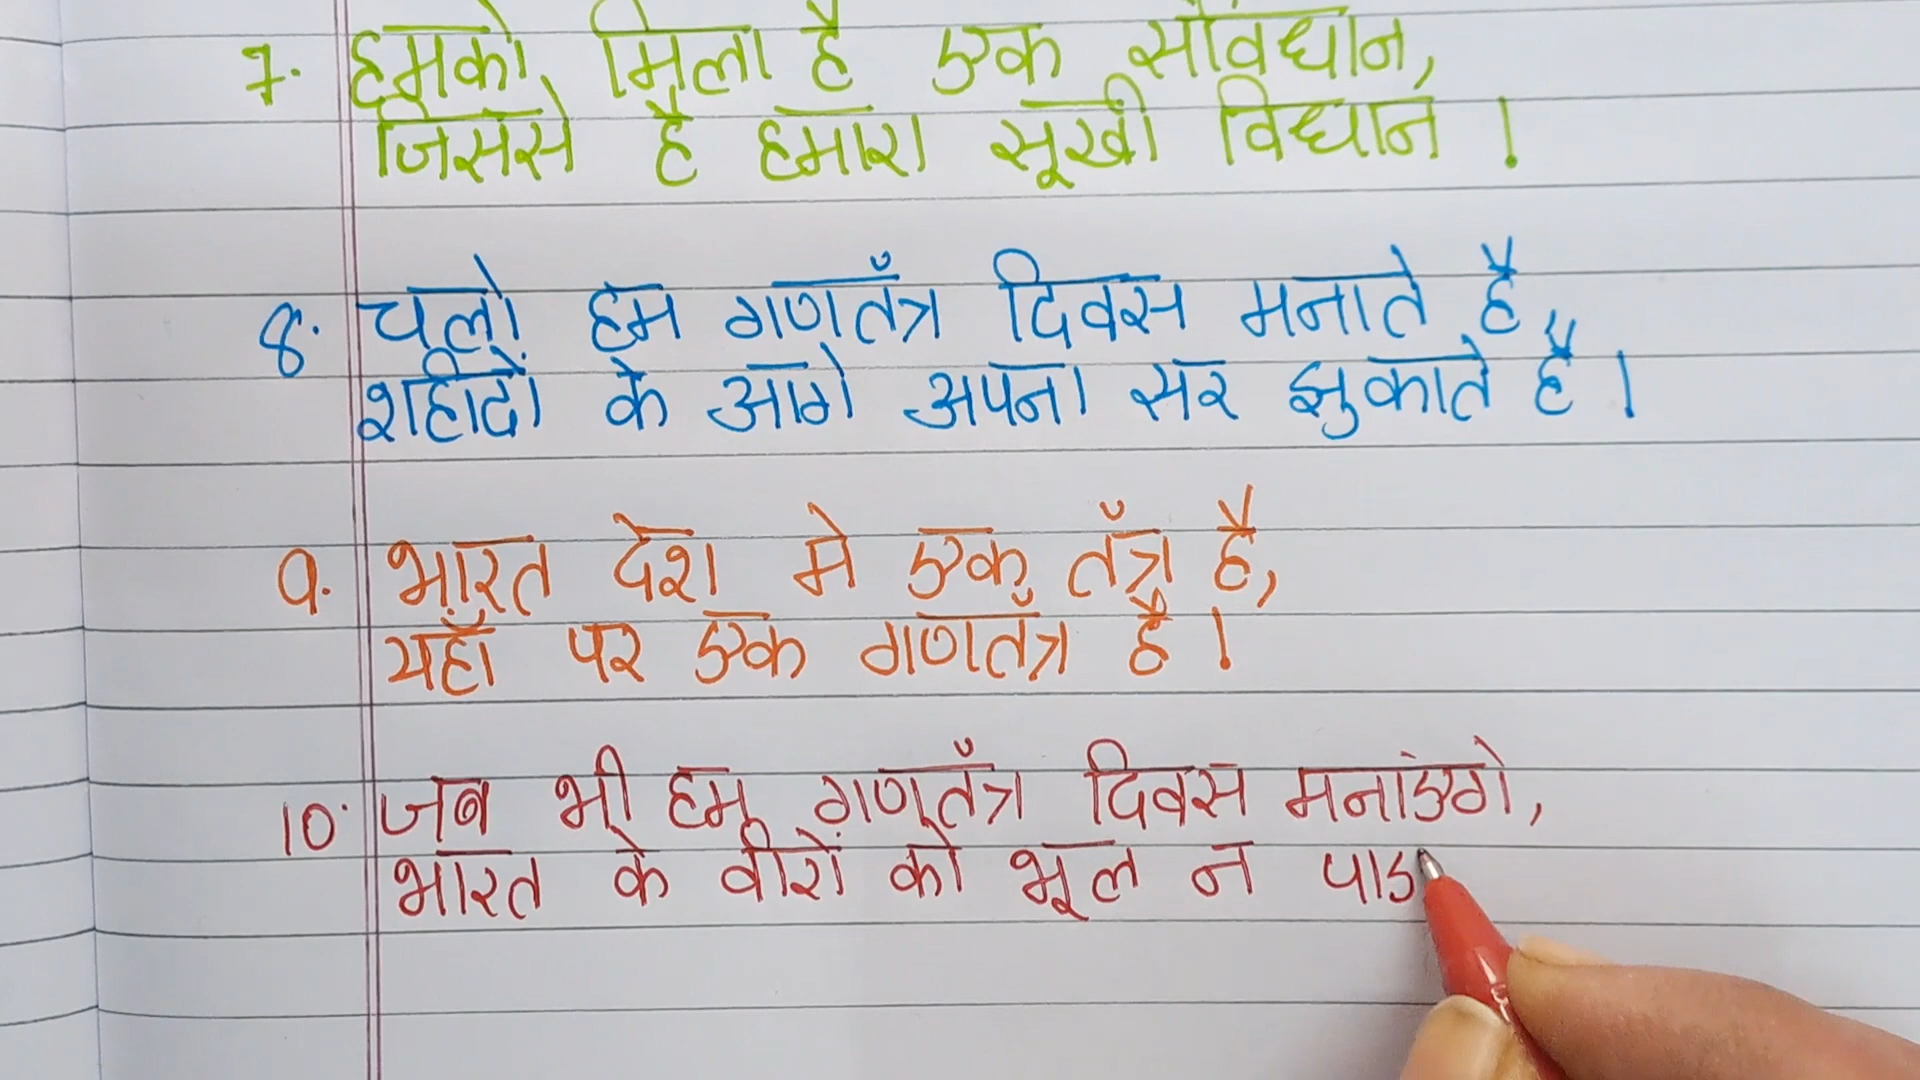 7. हमको मिला है एक संविधान,
जिससे है हमारा सूखी विधान ।
8. चलो हम गणतँत्र दिवस मनाते है,
शहीदों के आगे अपना सर झुकाते हैं ।
9. भारत देश मे एक तँत्र है,
यहाँ पर एक गणतँत्र है ।
10. जब भी हम गणतँत्र दिवस मनांएगे,
भारत के वीरों को भूल न